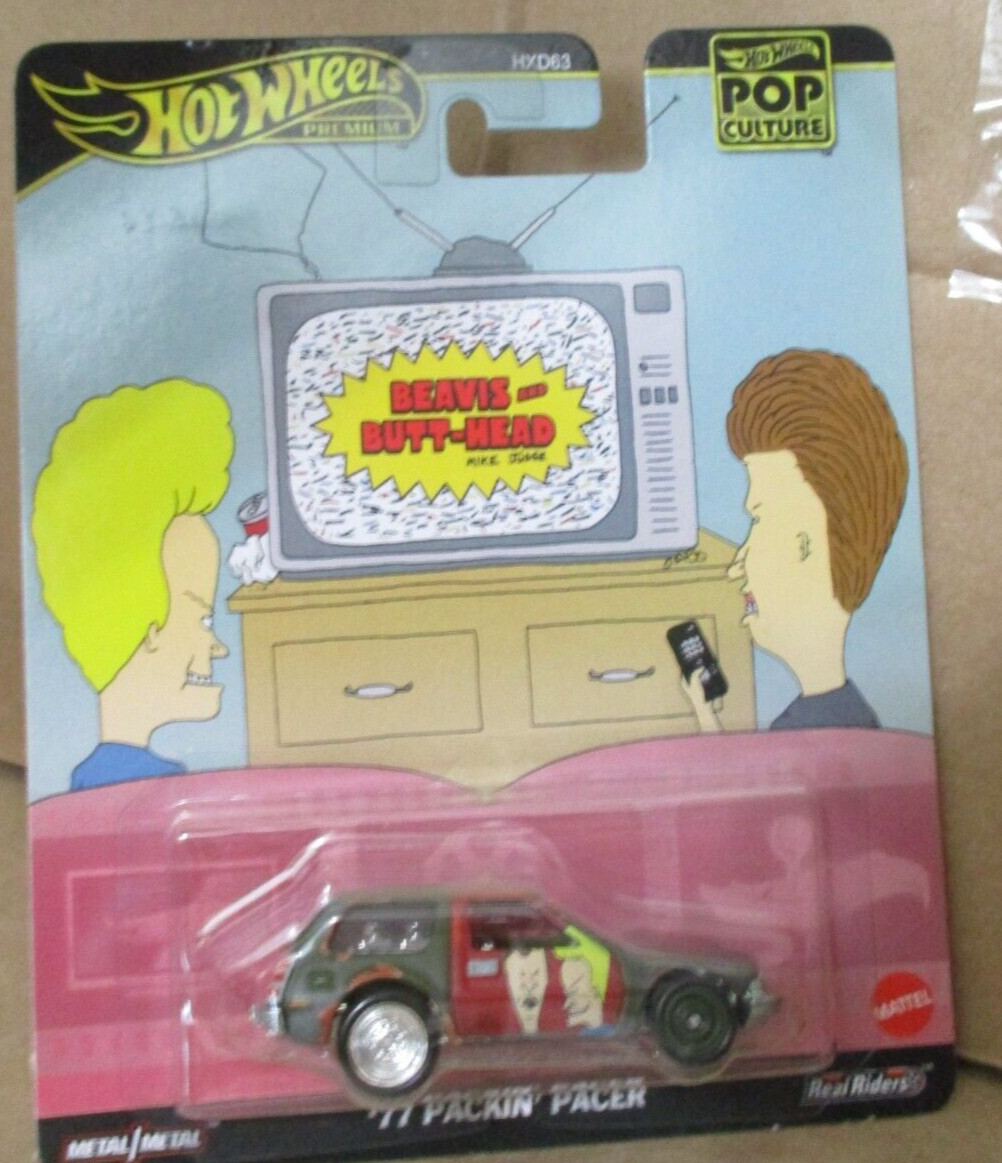 HOT WHEELS
PREMIUM
HXD63
HOT WHEELS
POP
CULTURE
BEAVIS AND
BUTT-HEAD
MIKE JUDGE
MATTEL
'77 PACKIN' PACER
Real Riders
METAL/METAL